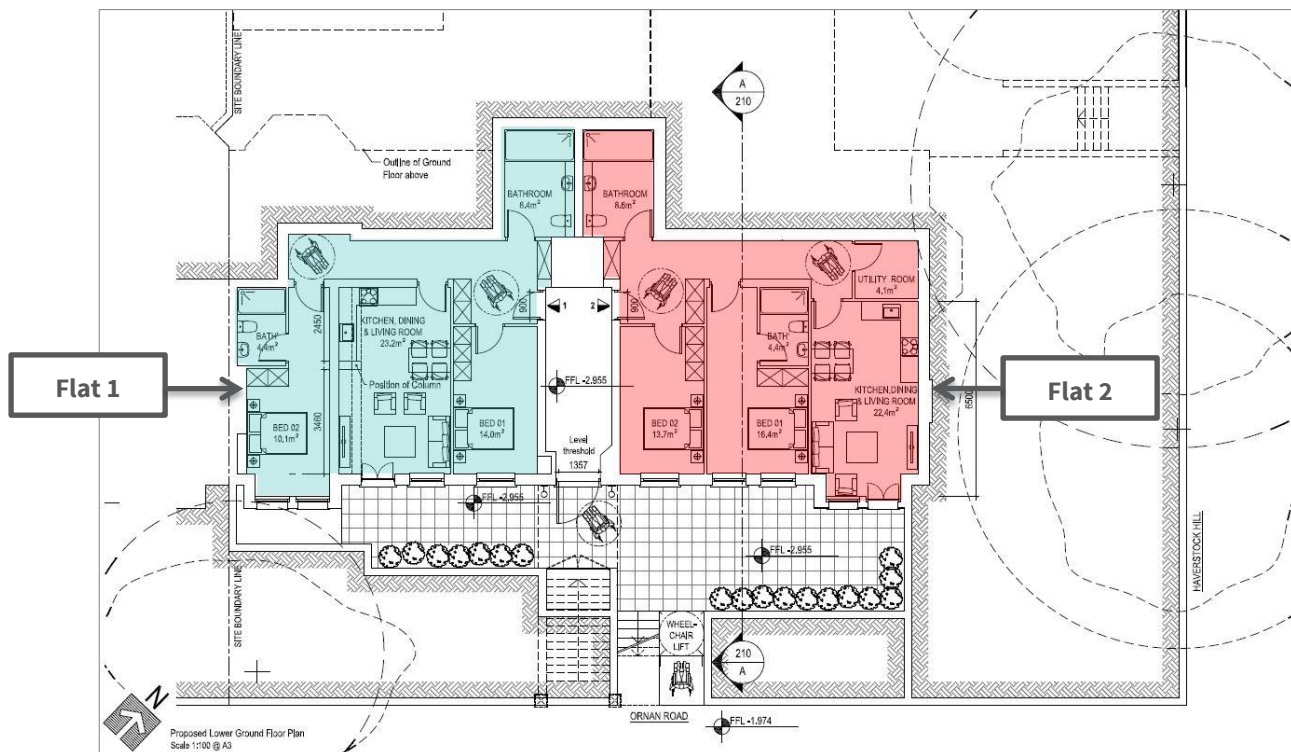 SITE BOUNDARY LINE
A
210
Outline of Ground
Floor above
BATHROOM
8.4m²
BATHROOM
8.6m²
UTILITY ROOM
4.1m²
900
1
2
900
KITCHEN, DINING
& LIVING ROOM
23.2m²
2450
BATH
4.4m²
BATH
4.4m²
Position of Column
FFL -2.955
KITCHEN, DINING
& LIVING ROOM
22.4m²
6500
Flat 1
Flat 2
3460
BED 02
10.1m²
BED 01
14.0m²
Level
threshold
1357
BED 02
13.7m²
BED 01
16.4m²
FFL -2.955
FFL -2.955
HAVERSTOCK HILL
SITE BOUNDARY LINE
WHEEL-
CHAIR
LIFT
210
A
N
ORNAN ROAD
FFL -1.974
Proposed Lower Ground Floor Plan
Scale 1:100 @ A3